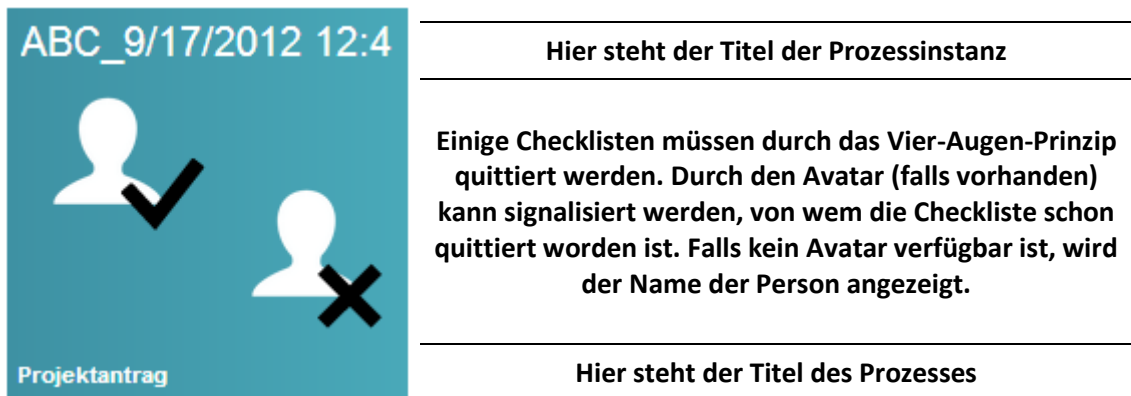 ABC_9/17/2012 12:4
Hier steht der Titel der Prozessinstanz
Einige Checklisten müssen durch das Vier-Augen-Prinzip
quittiert werden. Durch den Avatar (falls vorhanden)
kann signalisiert werden, von wem die Checkliste schon
quittiert worden ist. Falls kein Avatar verfügbar ist, wird
der Name der Person angezeigt.
Projektantrag
Hier steht der Titel des Prozesses